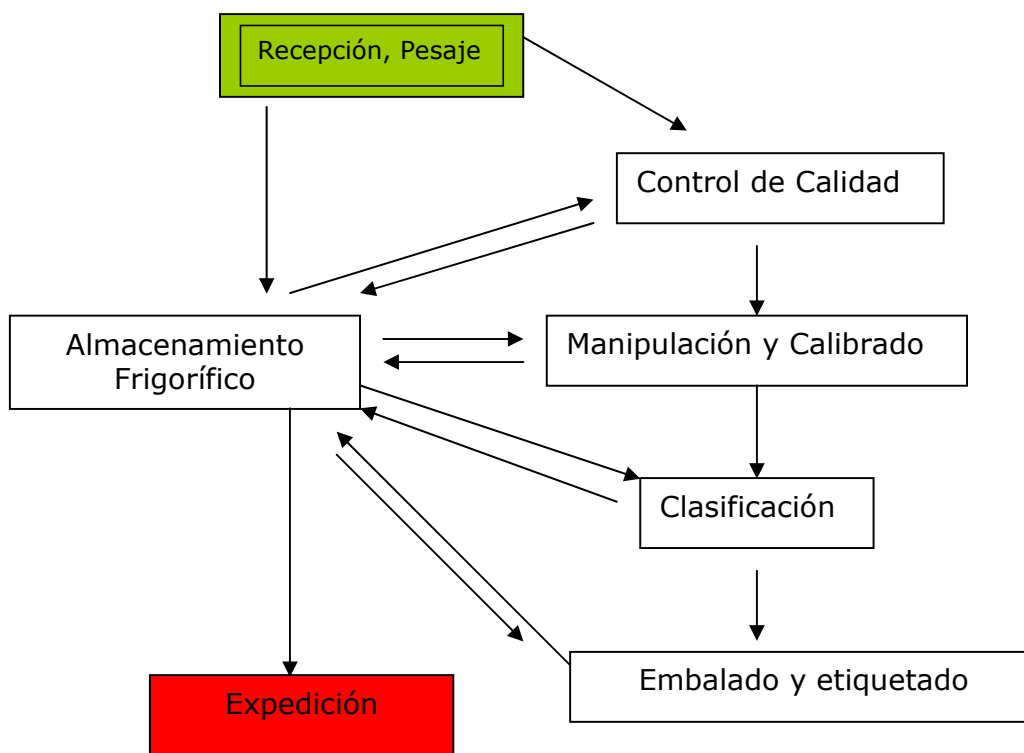 Recepción, Pesaje
Control de Calidad
Almacenamiento
Frigorífico
Manipulación y Calibrado
Clasificación
Embalado y etiquetado
Expedición